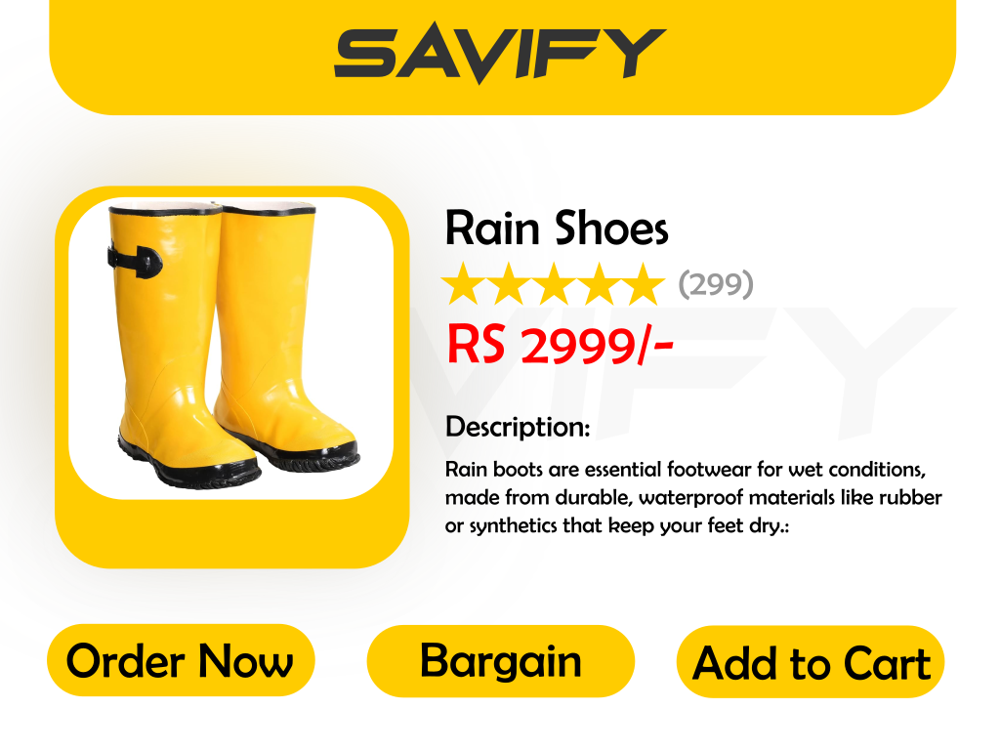 SAVIFY
Rain Shoes
(299)
RS 2999/-
Description:
Rain boots are essential footwear for wet conditions,
made from durable, waterproof materials like rubber
or synthetics that keep your feet dry.:
Order Now
Bargain
Add to Cart